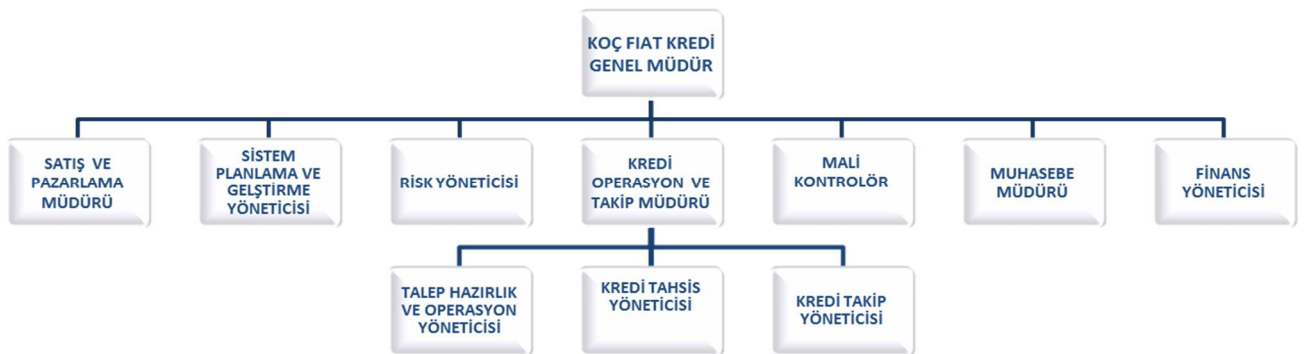 KOÇ FIAT KREDİ
GENEL MÜDÜR
SATIŞ VE
PAZARLAMA
MÜDÜRÜ
SİSTEM
PLANLAMA VE
GELŞTİRME
YÖNETİCİSİ
RİSK YÖNETİCİSİ
KREDİ
OPERASYON VE
TAKİP MÜDÜRÜ
MALİ
KONTROLÖR
MUHASEBE
MÜDÜRÜ
FİNANS
YÖNETİCİSİ
TALEP HAZIRLIK
VE OPERASYON
YÖNETİCİSİ
KREDİ TAHSİS
YÖNETİCİSİ
KREDİ TAKİP
YÖNETİCİSİ